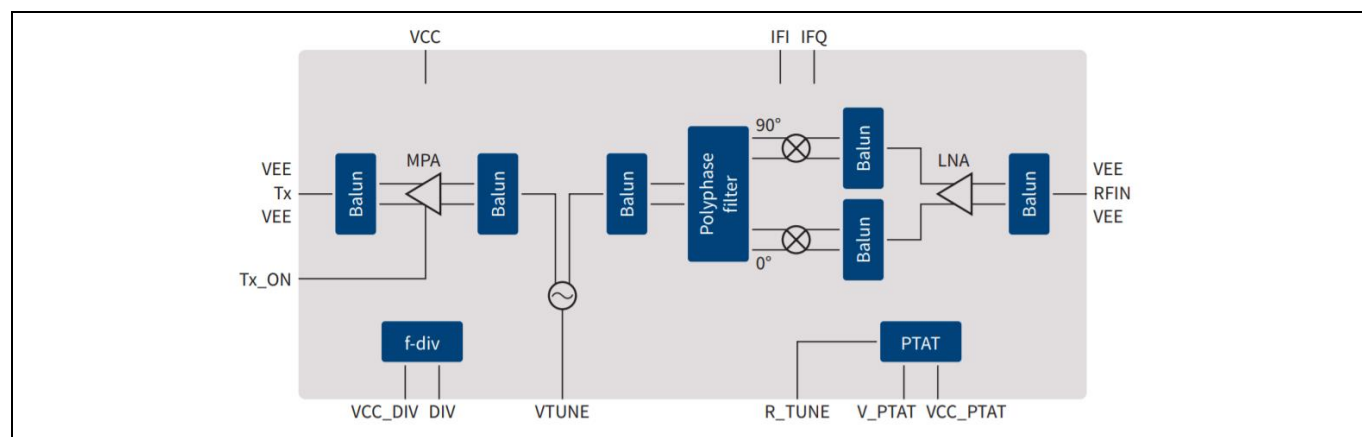 VCC
IFI IFQ
90°
Balun
VEE
MPA
LNA
VEE
Tx
Balun
Balun
Balun
Polyphase
filter
Balun
RFIN
VEE
VEE
Balun
0°
Tx_ON
f-div
PTAT
VCC_DIV DIV
VTUNE
R_TUNE
V_PTAT VCC_PTAT